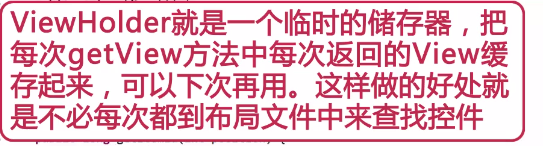 ViewHolder就是一个临时的储存器，把
每次getView方法中每次返回的View缓
存起来，可以下次再用。这样做的好处就
是不必每次都到布局文件中来查找控件